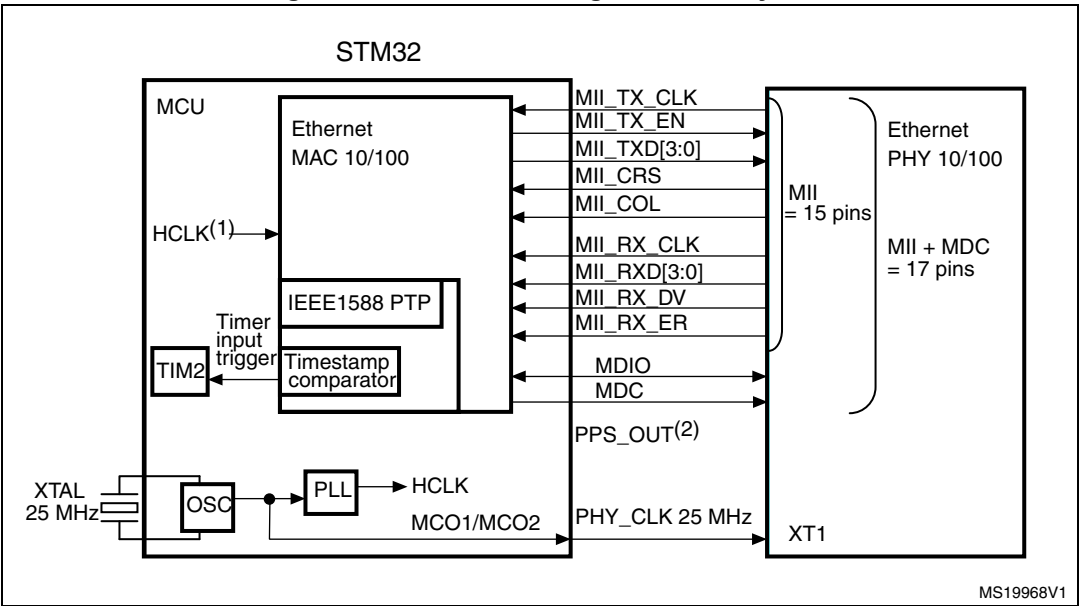 STM32
MCU
Ethernet
MAC 10/100
HCLK(1)
IEEE1588 PTP
Timer
input
trigger
TIM2
Timestamp
comparator
XTAL
25 MHz
OSC
PLL
HCLK
MCO1/MCO2
MII_TX_CLK
MII_TX_EN
MII_TXD[3:0]
MII_CRS
MII_COL
MII_RX_CLK
MII_RXD[3:0]
MII_RX_DV
MII_RX_ER
MDIO
MDC
PPS_OUT(2)
PHY_CLK 25 MHz
MII
= 15 pins
Ethernet
PHY 10/100
MII + MDC
= 17 pins
XT1
MS19968V1